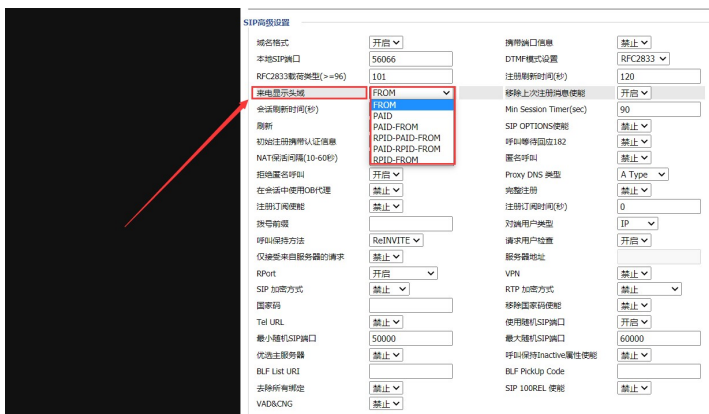 SIP高级设置
域名格式 开启 携带端口信息 禁止
本地SIP端口 56066 DTMF模式设置 RFC2833
RFC2833载荷类型(>=96) 101 注册刷新时间(秒) 120
来电显示头域 FROM 移除上次注册消息使能 开启
FROM
PAID
PAID-FROM
RPID-PAID-FROM
PAID-RPID-FROM
RPID-FROM
会话刷新时间(秒) Min Session Timer(sec) 90
刷新 SIP OPTIONS使能 禁止
初始注册携带认证信息 呼叫等待回应182 禁止
NAT保活间隔(10-60秒) 匿名呼叫 禁止
拒绝匿名呼叫 开启 Proxy DNS 类型 A Type
在会话中使用OB代理 禁止 完整注册 禁止
注册订阅使能 禁止 注册订阅时间(秒) 0
拨号前缀 对端用户类型 IP
呼叫保持方法 ReINVITE 请求用户检查 开启
仅接受来自服务器的请求 禁止 服务器地址
RPort 开启 VPN 禁止
SIP 加密方式 禁止 RTP 加密方式 禁止
国家码 移除国家码使能 禁止
Tel URL 禁止 使用随机SIP端口 开启
最小随机SIP端口 50000 最大随机SIP端口 60000
优选主服务器 禁止 呼叫保持Inactive属性使能 禁止
BLF List URI BLF PickUp Code
去除所有绑定 禁止 SIP 100REL 使能 禁止
VAD&CNG 禁止